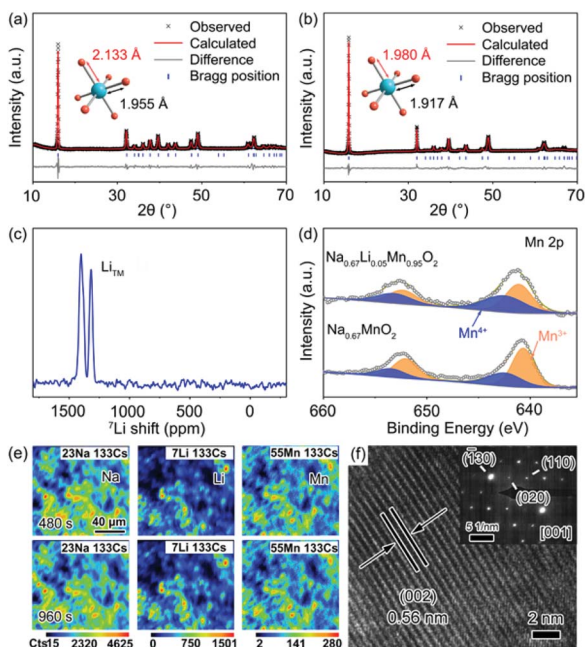 (a)
Observed
Calculated
Difference
Bragg position
2.133 Å
1.955 Å
Intensity (a.u.)
10 20 30 40 50 60 70
2θ (°)
(b)
Observed
Calculated
Difference
Bragg position
1.980 Å
1.917 Å
Intensity (a.u.)
10 20 30 40 50 60 70
2θ (°)
(c)
Li_TM
1500 1000 500 0
⁷Li shift (ppm)
(d)
Mn 2p
Na₀.₆₇Li₀.₀₅Mn₀.₉₅O₂
Mn⁴⁺
Mn³⁺
Na₀.₆₇MnO₂
Intensity (a.u.)
660 650 640
Binding Energy (eV)
(e)
23Na 133Cs 7Li 133Cs 55Mn 133Cs
Na Li Mn
480 s 40 μm
23Na 133Cs 7Li 133Cs 55Mn 133Cs
960 s
Cts15 2320 4625 0 750 1501 2 141 280
(f)
(1̄30) (110)
(020)
5 1/nm [001]
(002)
0.56 nm
2 nm